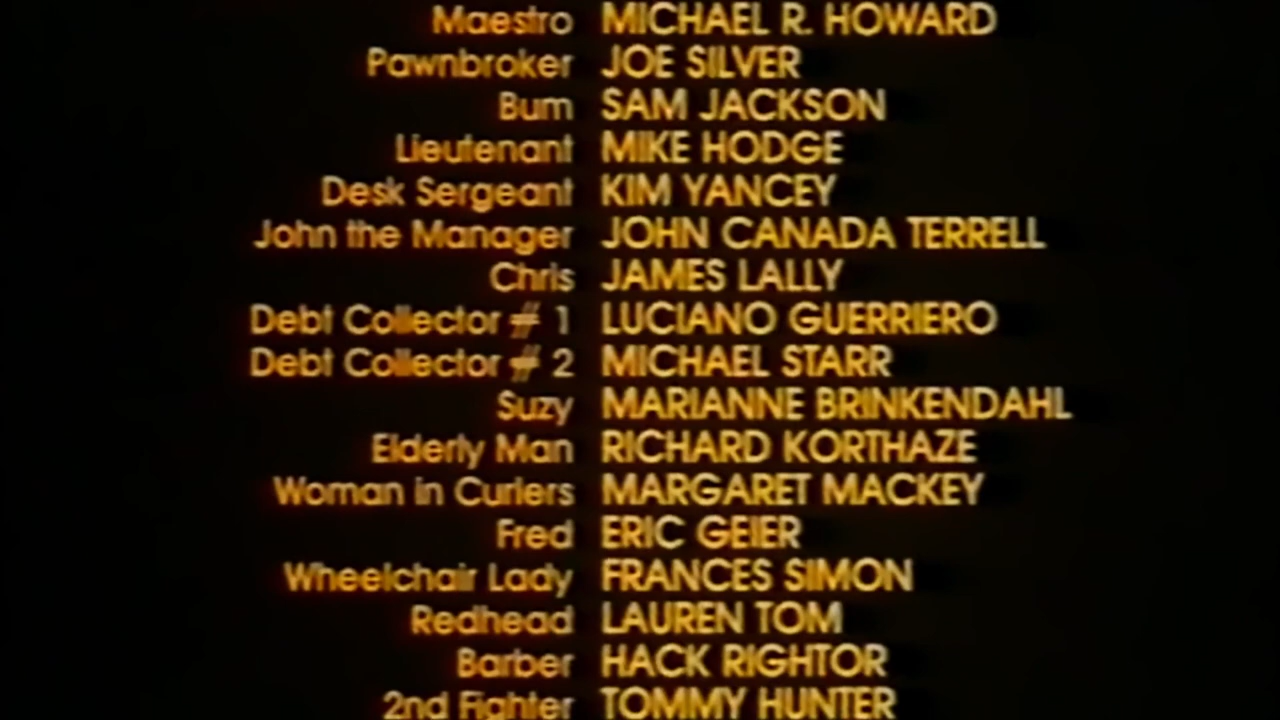 Maestro MICHAEL R. HOWARD
Pawnbroker JOE SILVER
Bum SAM JACKSON
Lieutenant MIKE HODGE
Desk Sergeant KIM YANCEY
John the Manager JOHN CANADA TERRELL
Chris JAMES LALLY
Debt Collector # 1 LUCIANO GUERRIERO
Debt Collector # 2 MICHAEL STARR
Suzy MARIANNE BRINKENDAHL
Elderly Man RICHARD KORTHAZE
Woman in Curlers MARGARET MACKEY
Fred ERIC GEIER
Wheelchair Lady FRANCES SIMON
Redhead LAUREN TOM
Barber HACK RIGHTOR
2nd Fighter TOMMY HUNTER